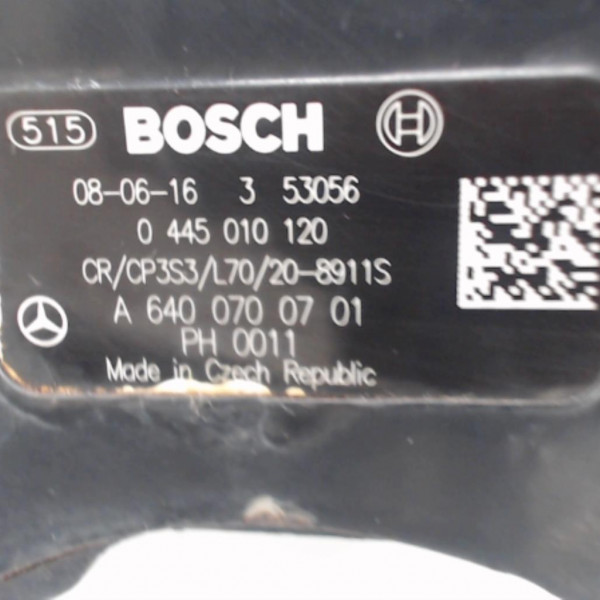 515 BOSCH
08-06-16 3 53056
0 445 010 120
CR/CP3S3/L70/20-8911S
A 640 070 07 01
PH 0011
Made in Czech Republic